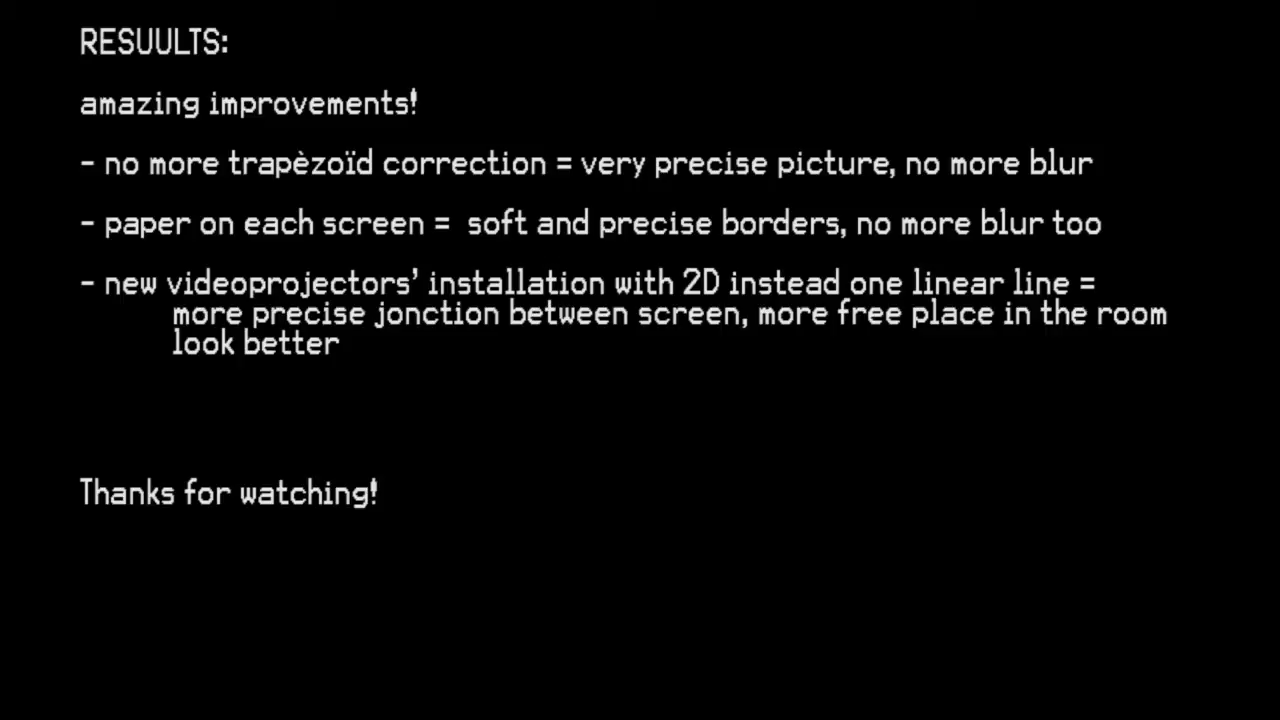 RESUULTS:
amazing improvements!
- no more trapèzoïd correction = very precise picture, no more blur
- paper on each screen =  soft and precise borders, no more blur too
- new videoprojectors' installation with 2D instead one linear line =
more precise jonction between screen, more free place in the room
look better
Thanks for watching!